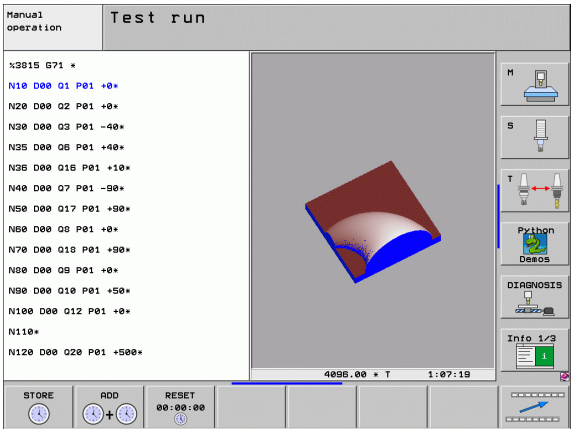 Manual
operation
Test run
%3815 G71 *
N10 D00 Q1 P01 +0*
N20 D00 Q2 P01 +0*
N30 D00 Q3 P01 -40*
N35 D00 Q6 P01 +40*
N36 D00 Q16 P01 +10*
N40 D00 Q7 P01 -90*
N50 D00 Q17 P01 +90*
N60 D00 Q8 P01 +0*
N70 D00 Q18 P01 +90*
N80 D00 Q9 P01 +0*
N90 D00 Q10 P01 +50*
N100 D00 Q12 P01 +0*
N110*
N120 D00 Q20 P01 +500*
4096.00 * T 1:07:19
M
S
T
Python
Demos
DIAGNOSIS
Info 1/3
i
STORE
ADD
+
RESET
00:00:00